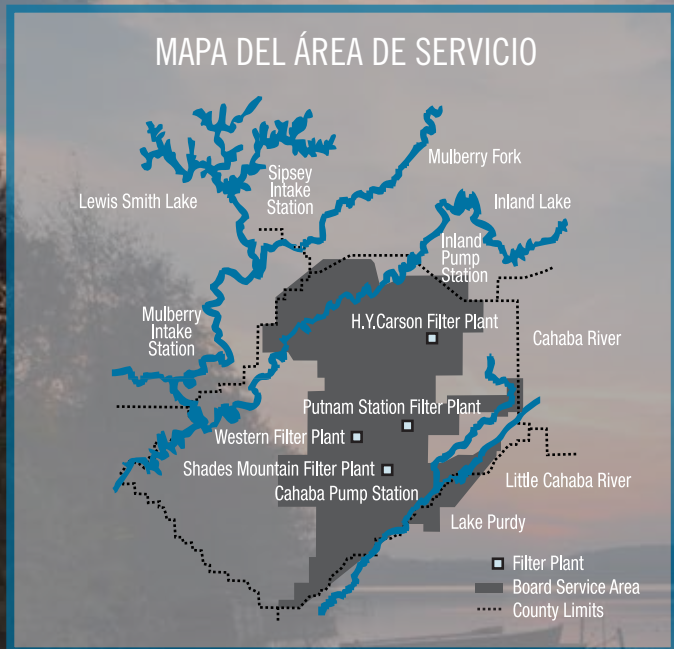 MAPA DEL ÁREA DE SERVICIO
Mulberry Fork
Sipsey
Intake
Station
Lewis Smith Lake
Inland Lake
Inland
Pump
Station
Mulberry
Intake
Station
H.Y.Carson Filter Plant
Cahaba River
Putnam Station Filter Plant
Western Filter Plant
Shades Mountain Filter Plant
Cahaba Pump Station
Little Cahaba River
Lake Purdy
Filter Plant
Board Service Area
County Limits